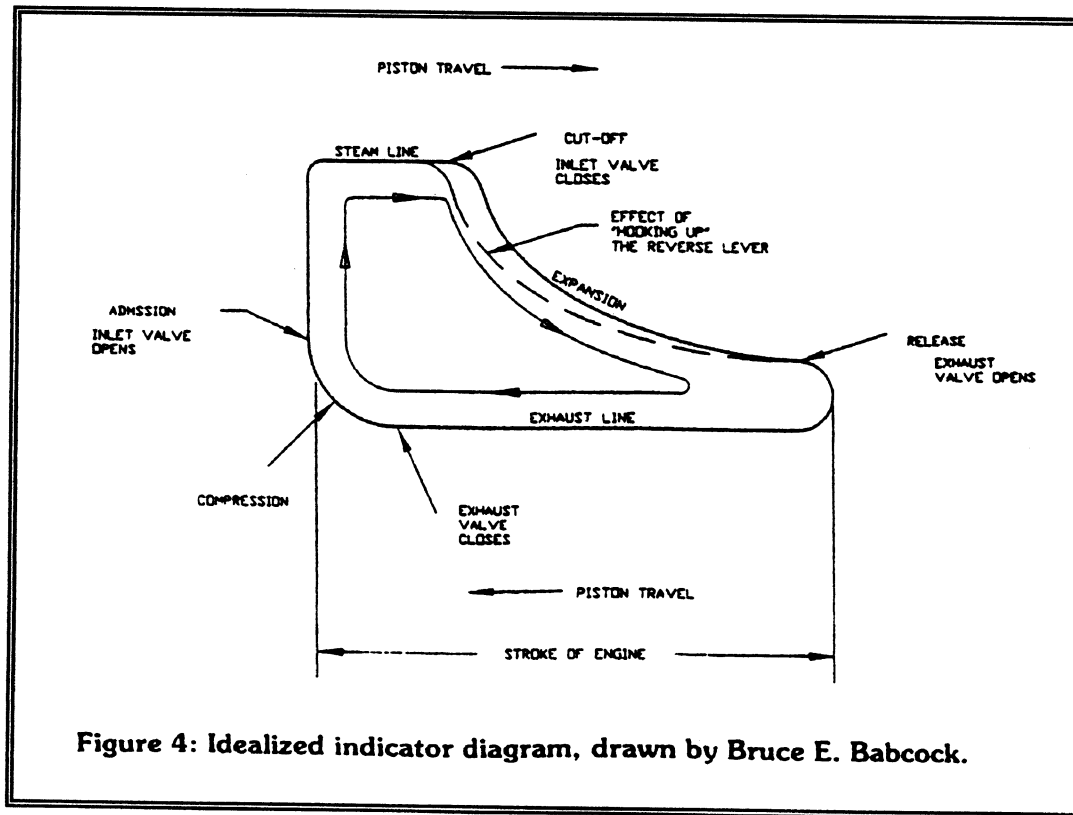 PISTON TRAVEL
STEAM LINE
CUT-OFF
INLET VALVE
CLOSES
EFFECT OF
"HOOKING UP"
THE REVERSE LEVER
EXPANSION
ADMSSION
INLET VALVE
OPENS
RELEASE
EXHAUST
VALVE OPENS
EXHAUST LINE
COMPRESSION
EXHAUST
VALVE
CLOSES
PISTON TRAVEL
STROKE OF ENGINE
Figure 4: Idealized indicator diagram, drawn by Bruce E. Babcock.